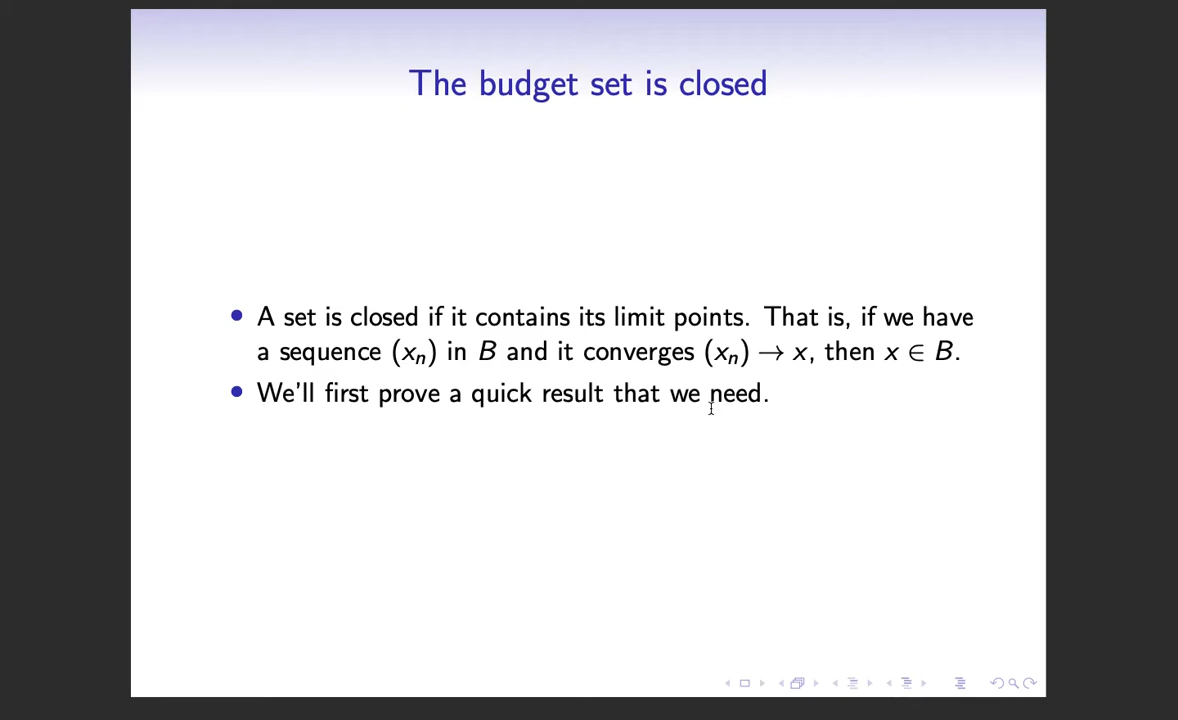 The budget set is closed
• A set is closed if it contains its limit points. That is, if we have
a sequence (xₙ) in B and it converges (xₙ) → x, then x ∈ B.
• We'll first prove a quick result that we need.